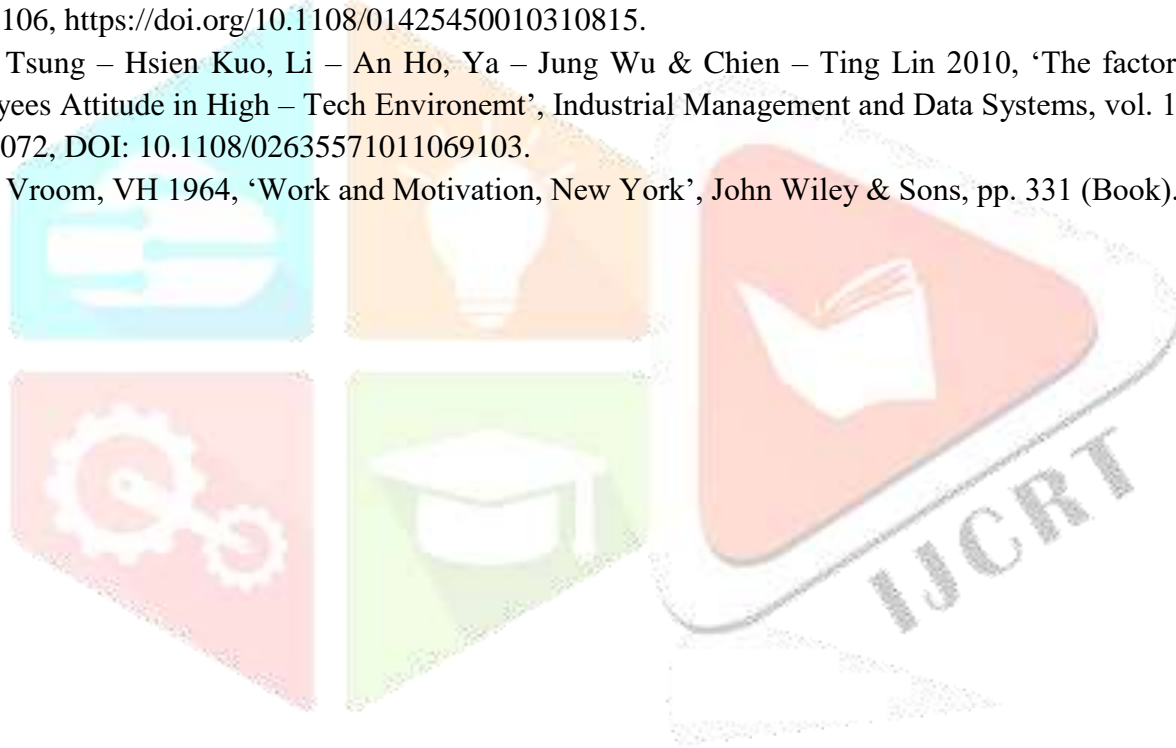 106, https://doi.org/10.1108/01425450010310815.
Tsung – Hsien Kuo, Li – An Ho, Ya – Jung Wu & Chien – Ting Lin 2010, ‘The factor
yees Attitude in High – Tech Environemt’, Industrial Management and Data Systems, vol. 1
072, DOI: 10.1108/02635571011069103.
Vroom, VH 1964, ‘Work and Motivation, New York’, John Wiley & Sons, pp. 331 (Book).
IJCRT